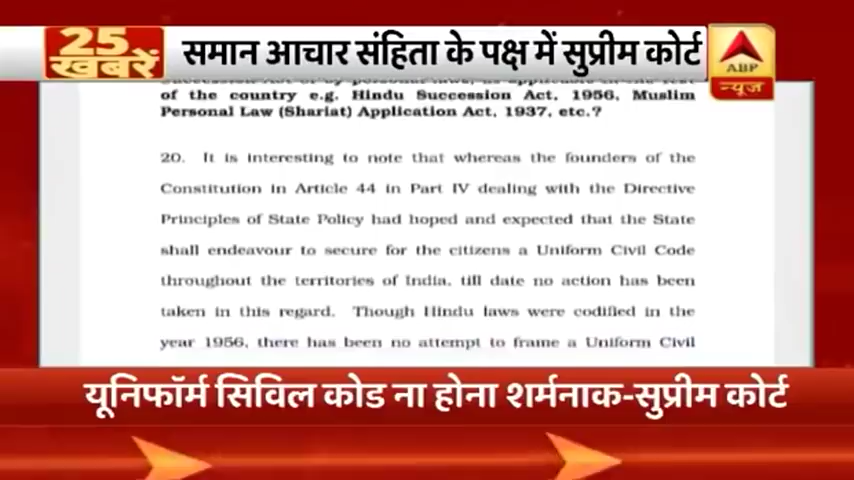 25 खबरें
समान आचार संहिता के पक्ष में सुप्रीम कोर्ट
ABP
न्यूज़
of the country e.g. Hindu Succession Act, 1956, Muslim
Personal Law (Shariat) Application Act, 1937, etc.?
20. It is interesting to note that whereas the founders of the
Constitution in Article 44 in Part IV dealing with the Directive
Principles of State Policy had hoped and expected that the State
shall endeavour to secure for the citizens a Uniform Civil Code
throughout the territories of India, till date no action has been
taken in this regard. Though Hindu laws were codified in the
year 1956, there has been no attempt to frame a Uniform Civil
यूनिफॉर्म सिविल कोड ना होना शर्मनाक-सुप्रीम कोर्ट